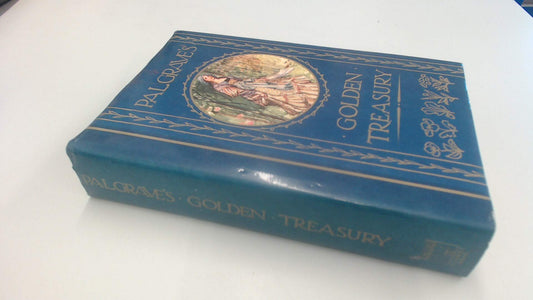 PALGRAVE'S
GOLDEN
TREASURY
PALGRAVE'S · GOLDEN · TREASURY